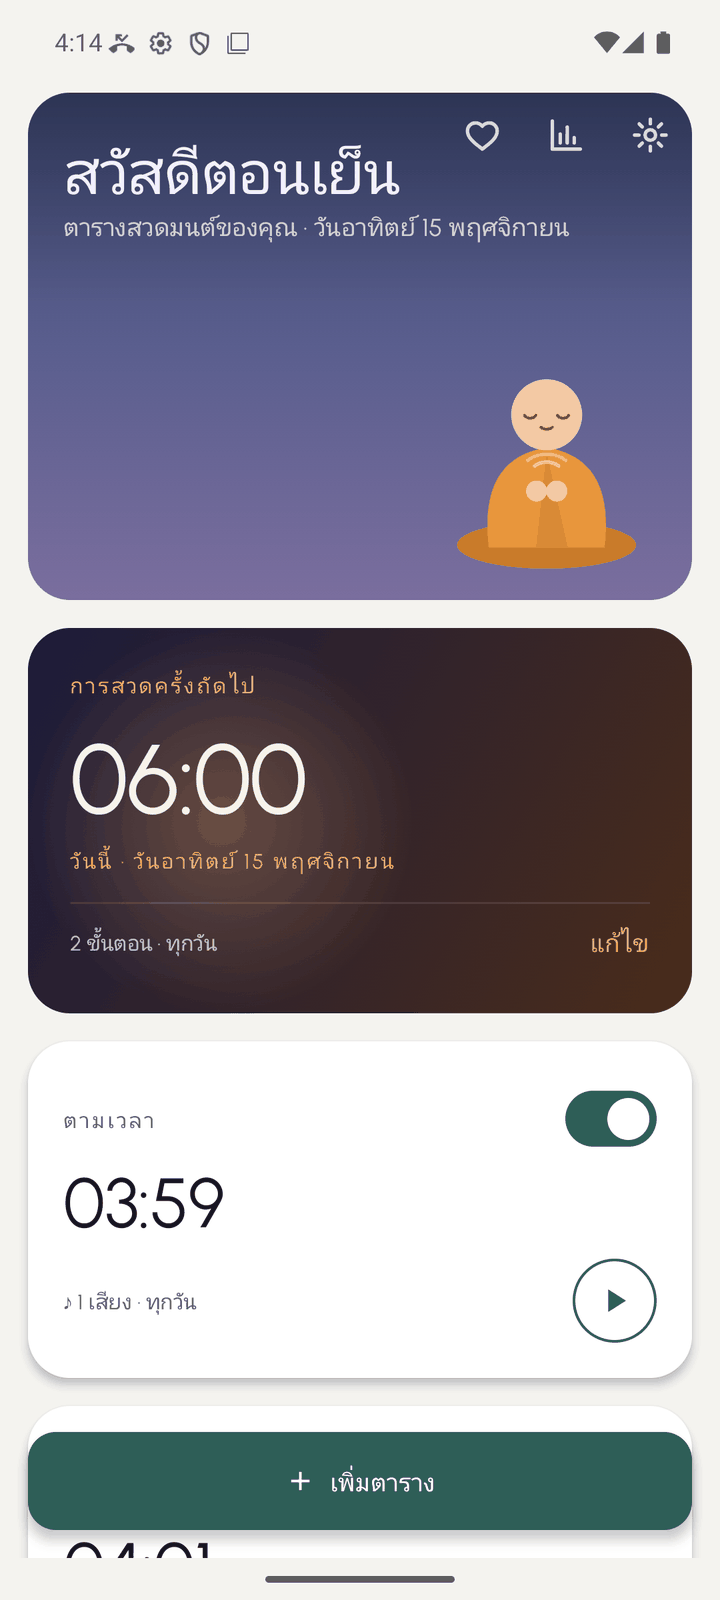 4:14
สวัสดีตอนเย็น
ตารางสวดมนต์ของคุณ · วันอาทิตย์ 15 พฤศจิกายน
การสวดครั้งถัดไป
06:00
วันนี้ · วันอาทิตย์ 15 พฤศจิกายน
2 ขั้นตอน · ทุกวัน
แก้ไข
ตามเวลา
03:59
♪ 1 เสียง · ทุกวัน
+ เพิ่มตาราง